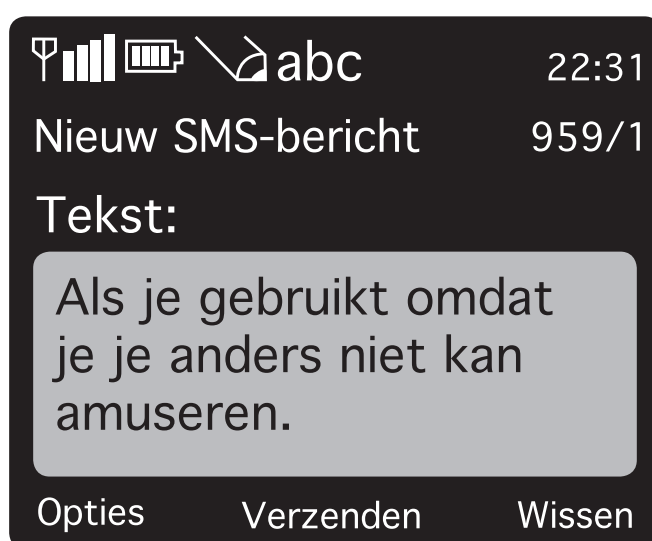 abc 22:31
Nieuw SMS-bericht 959/1
Tekst:
Als je gebruikt omdat
je je anders niet kan
amuseren.
Opties Verzenden Wissen